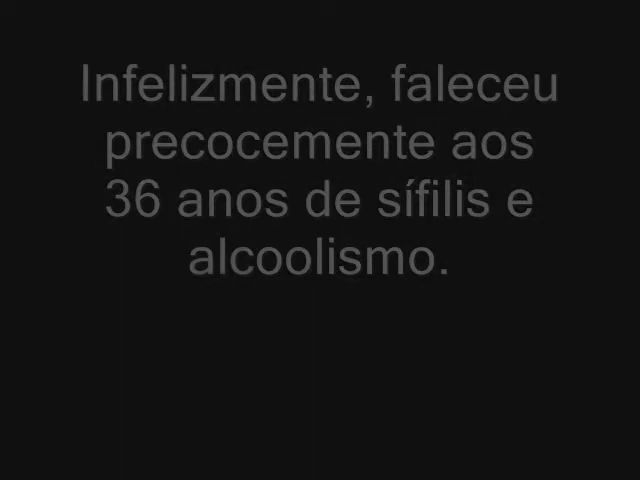 Infelizmente, faleceu
precocemente aos
36 anos de sífilis e
alcoolismo.